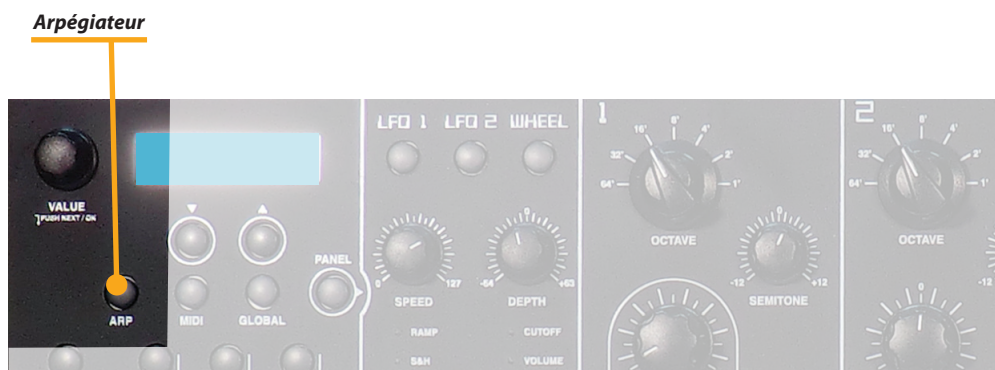 Arpégiateur
LFO 1 LFO 2 WHEEL
1
2
64' 32' 16' 8' 4' 2' 1'
64' 32' 16' 8' 4' 2' 1'
VALUE
PUSH NEXT / OK
OCTAVE
OCTAVE
PANEL
0
0
0
ARP MIDI GLOBAL
0 127
SPEED
-64 +63
DEPTH
-12 +12
SEMITONE
-12
RAMP
CUTOFF
S&H
VOLUME